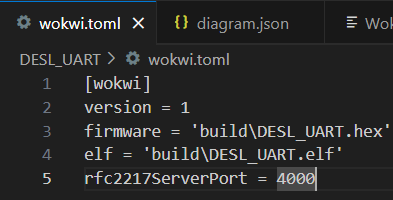 wokwi.toml
{} diagram.json
Wok
DESL_UART > wokwi.toml
1 [wokwi]
2 version = 1
3 firmware = 'build\DESL_UART.hex'
4 elf = 'build\DESL_UART.elf'
5 rfc2217ServerPort = 4000